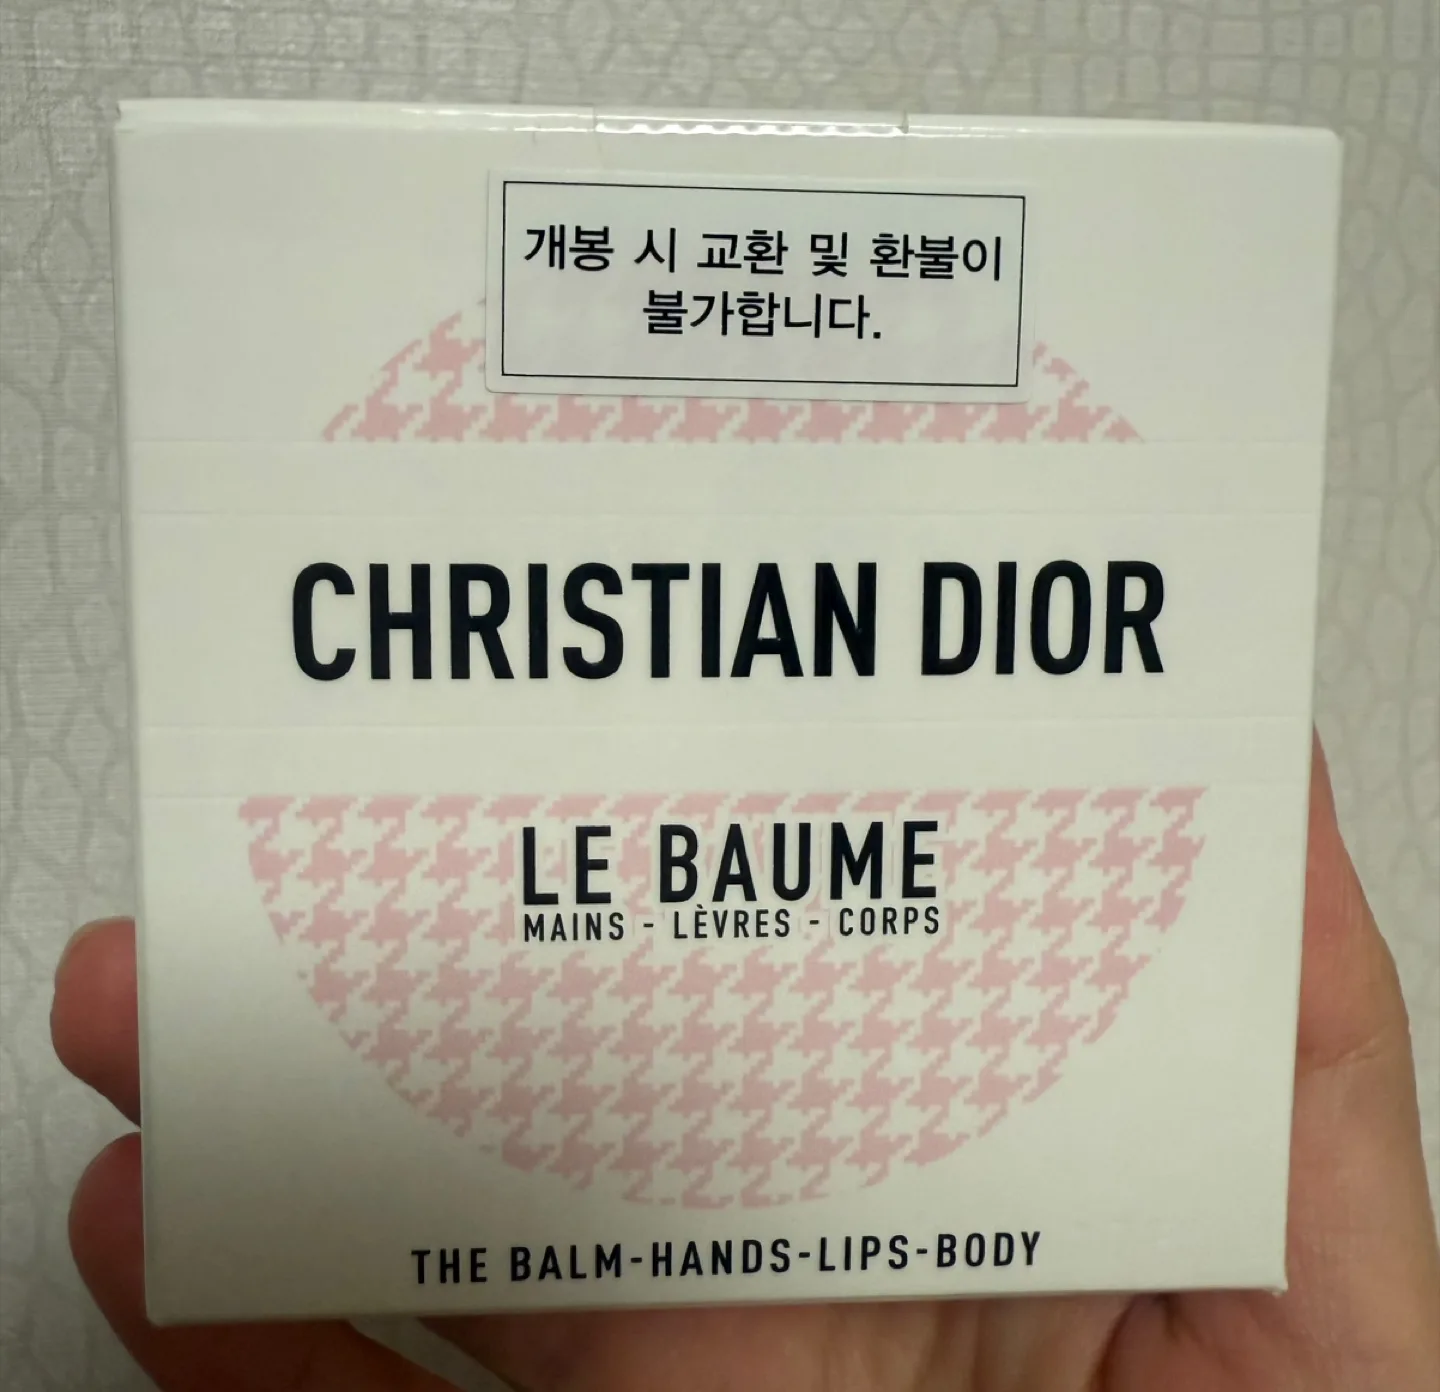 개봉 시 교환 및 환불이
불가합니다.
CHRISTIAN DIOR
LE BAUME
MAINS - LÈVRES - CORPS
THE BALM-HANDS-LIPS-BODY